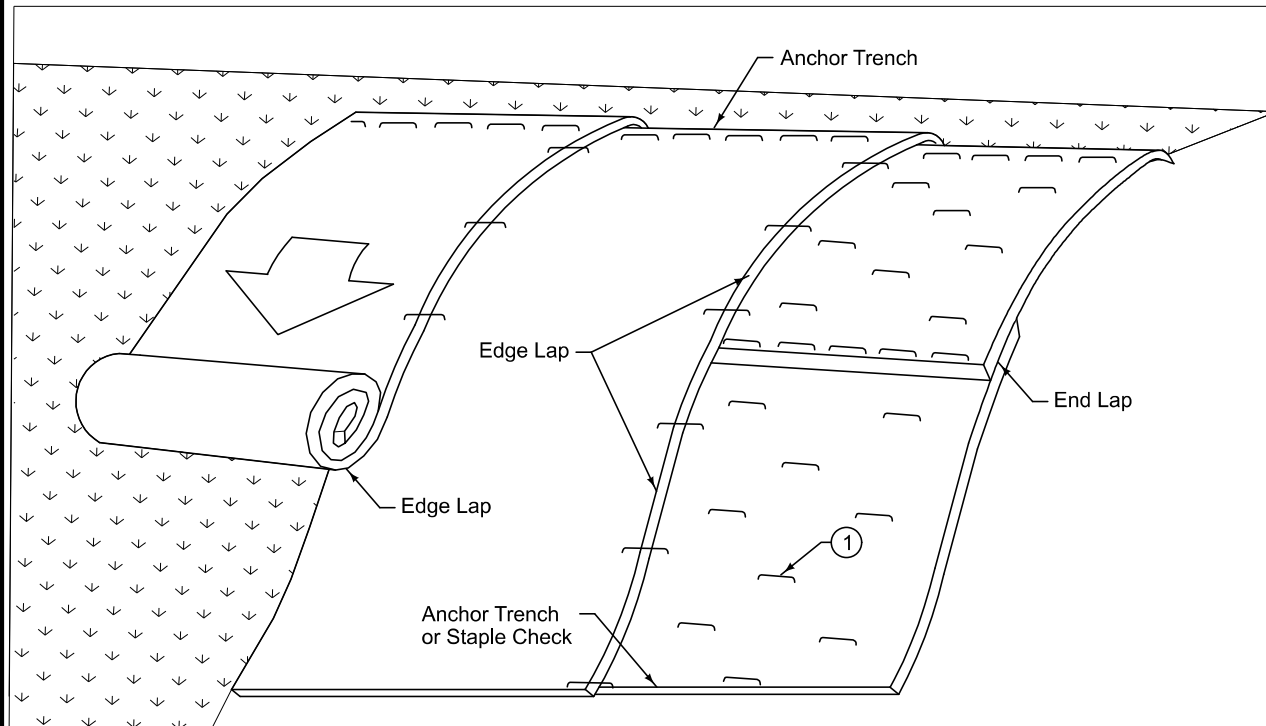 Anchor Trench
Edge Lap
End Lap
Edge Lap
1
Anchor Trench
or Staple Check